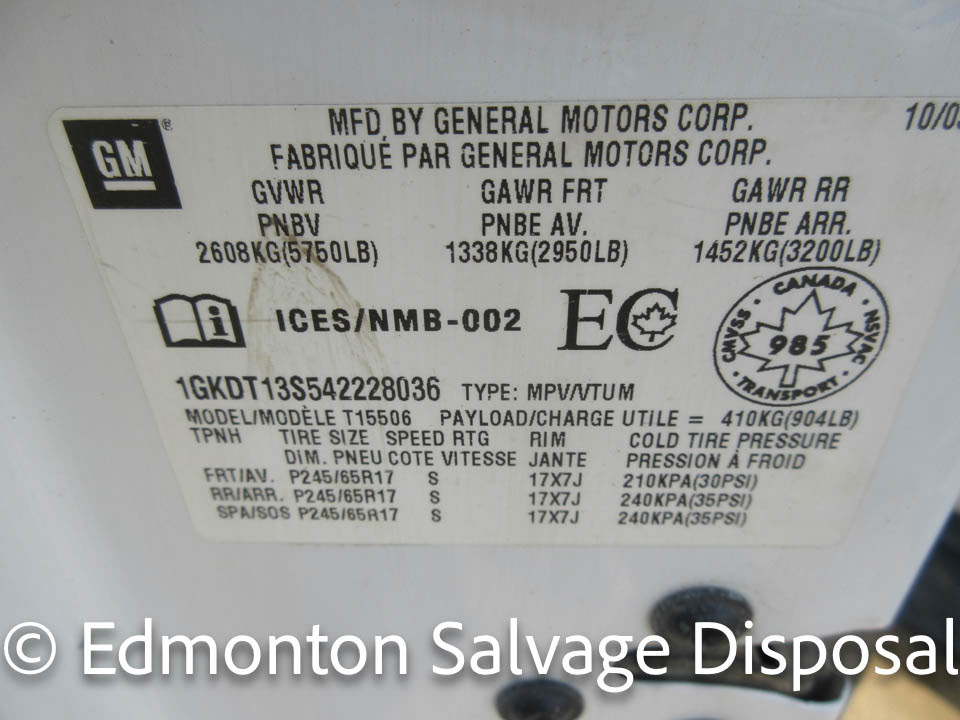 GM ®
MFD BY GENERAL MOTORS CORP.
10/03
FABRIQUÉ PAR GENERAL MOTORS CORP.
GVWR GAWR FRT GAWR RR
PNBV PNBE AV. PNBE ARR.
2608KG(5750LB) 1338KG(2950LB) 1452KG(3200LB)
i ICES/NMB-002 EC
CANADA
CMVSS 985 NSVAC
TRANSPORT
1GKDT13S542228036 TYPE: MPV/VTUM
MODEL/MODÈLE T15506 PAYLOAD/CHARGE UTILE = 410KG(904LB)
TPNH TIRE SIZE SPEED RTG RIM COLD TIRE PRESSURE
DIM. PNEU COTE VITESSE JANTE PRESSION À FROID
FRT/AV. P245/65R17 S 17X7J 210KPA(30PSI)
RR/ARR. P245/65R17 S 17X7J 240KPA(35PSI)
SPA/SOS P245/65R17 S 17X7J 240KPA(35PSI)
© Edmonton Salvage Disposal